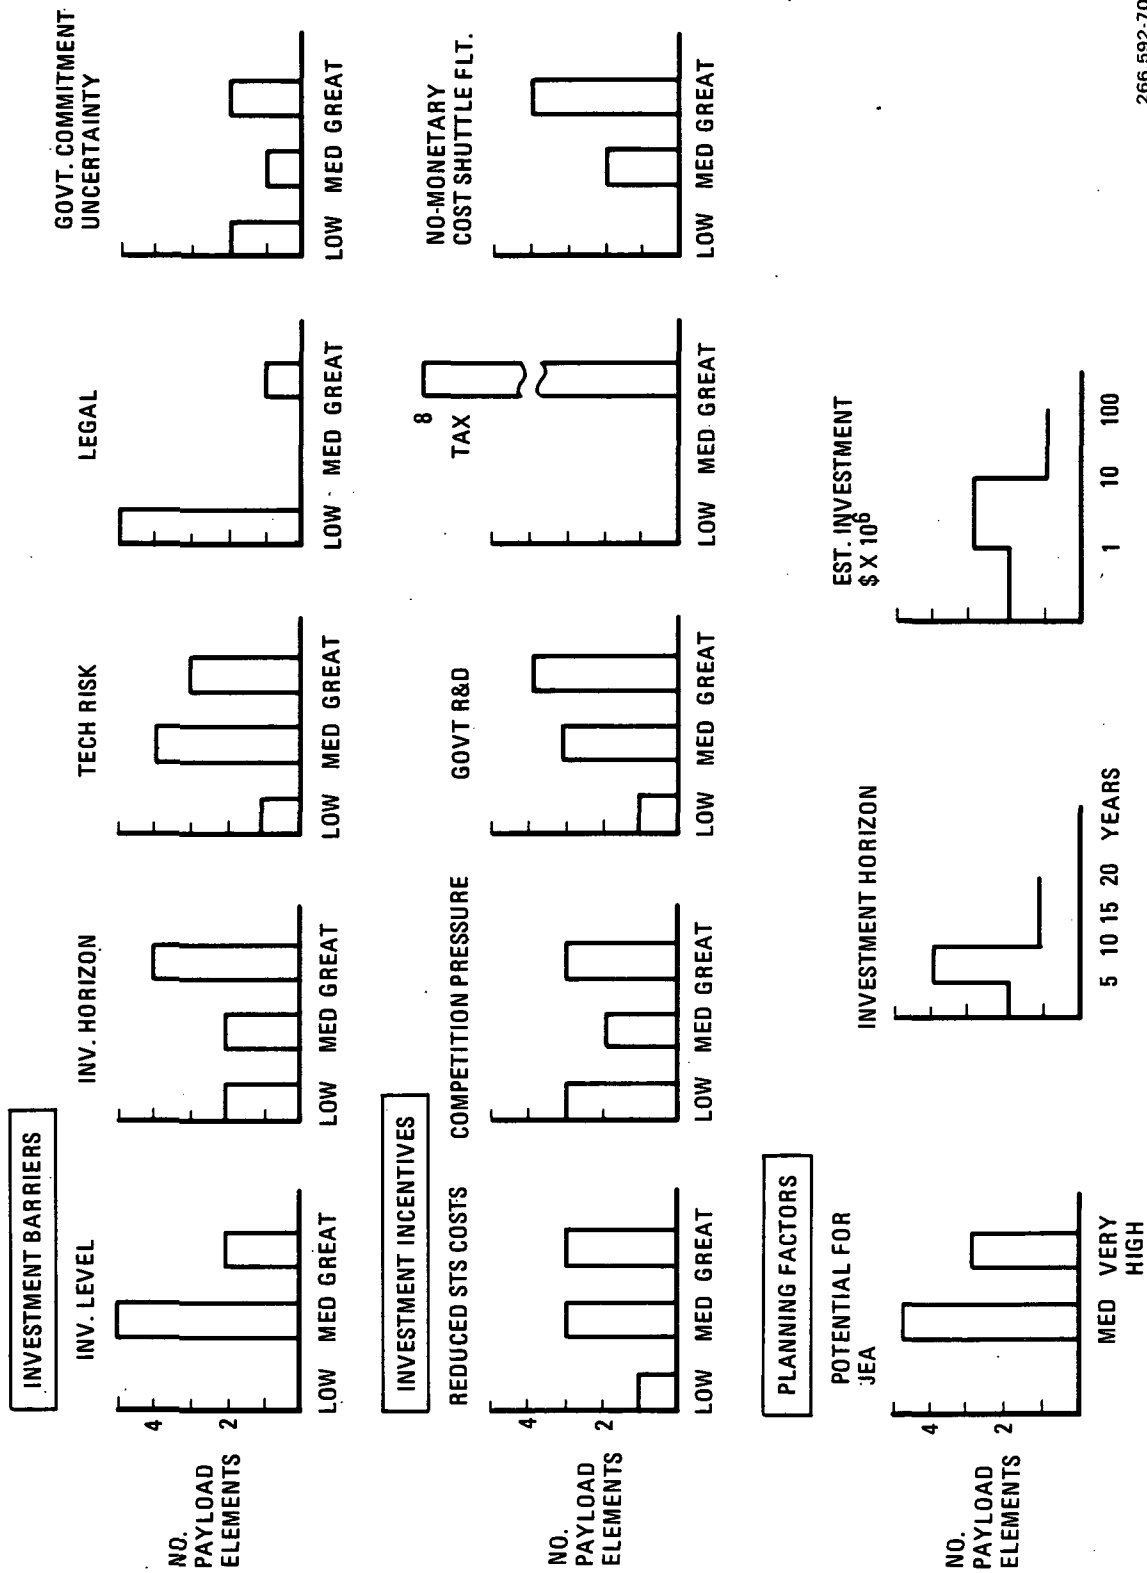 INVESTMENT BARRIERS
INV. LEVEL
INV. HORIZON
TECH RISK
LEGAL
GOVT. COMMITMENT
UNCERTAINTY
NO.
PAYLOAD
ELEMENTS
4
2
LOW MED GREAT
LOW MED GREAT
LOW MED GREAT
LOW MED GREAT
LOW MED GREAT
INVESTMENT INCENTIVES
REDUCED STS COSTS
COMPETITION PRESSURE
GOVT R&D
8
TAX
NO-MONETARY
COST SHUTTLE FLT.
NO.
PAYLOAD
ELEMENTS
4
2
LOW MED GREAT
LOW MED GREAT
LOW MED GREAT
LOW MED GREAT
LOW MED GREAT
PLANNING FACTORS
POTENTIAL FOR
JEA
INVESTMENT HORIZON
EST. INVESTMENT
$ X 10⁶
NO.
PAYLOAD
ELEMENTS
4
2
MED VERY
HIGH
5 10 15 20 YEARS
1 10 100
266.592-70